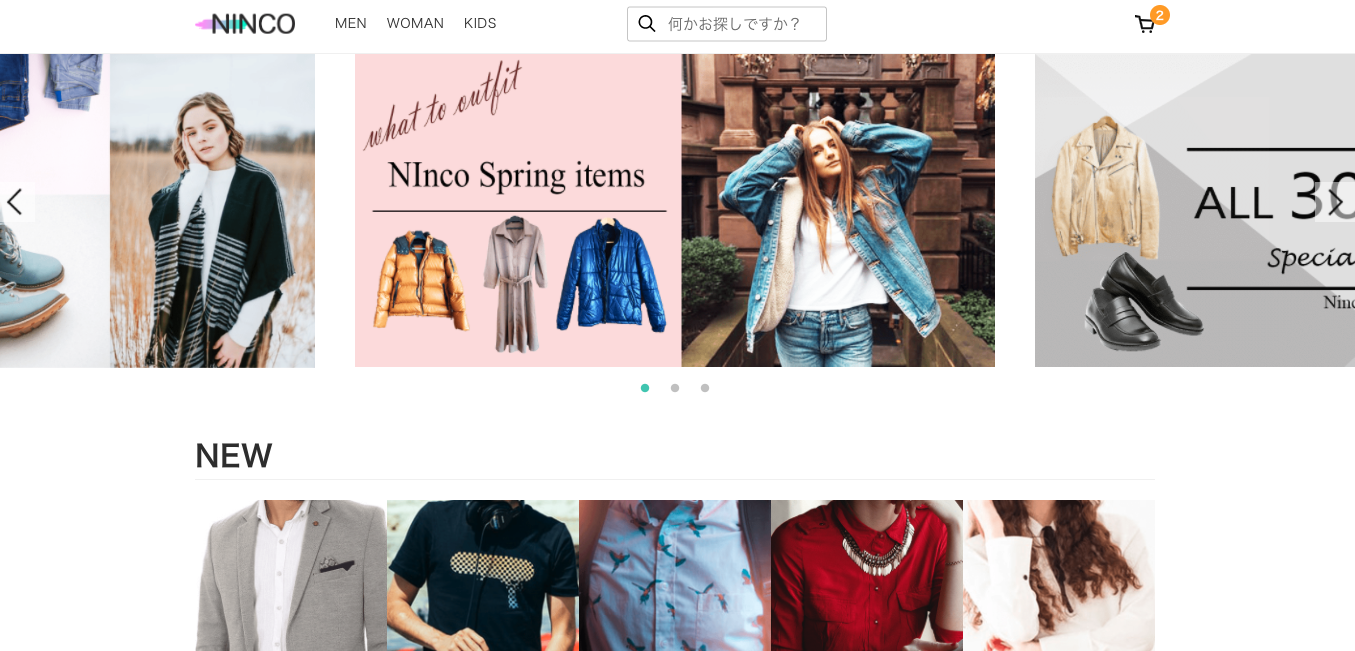 NINCO
MEN WOMAN KIDS
何かお探しですか？
2
what to outfit
NInco Spring items
ALL 30
Specia
Ninc
NEW